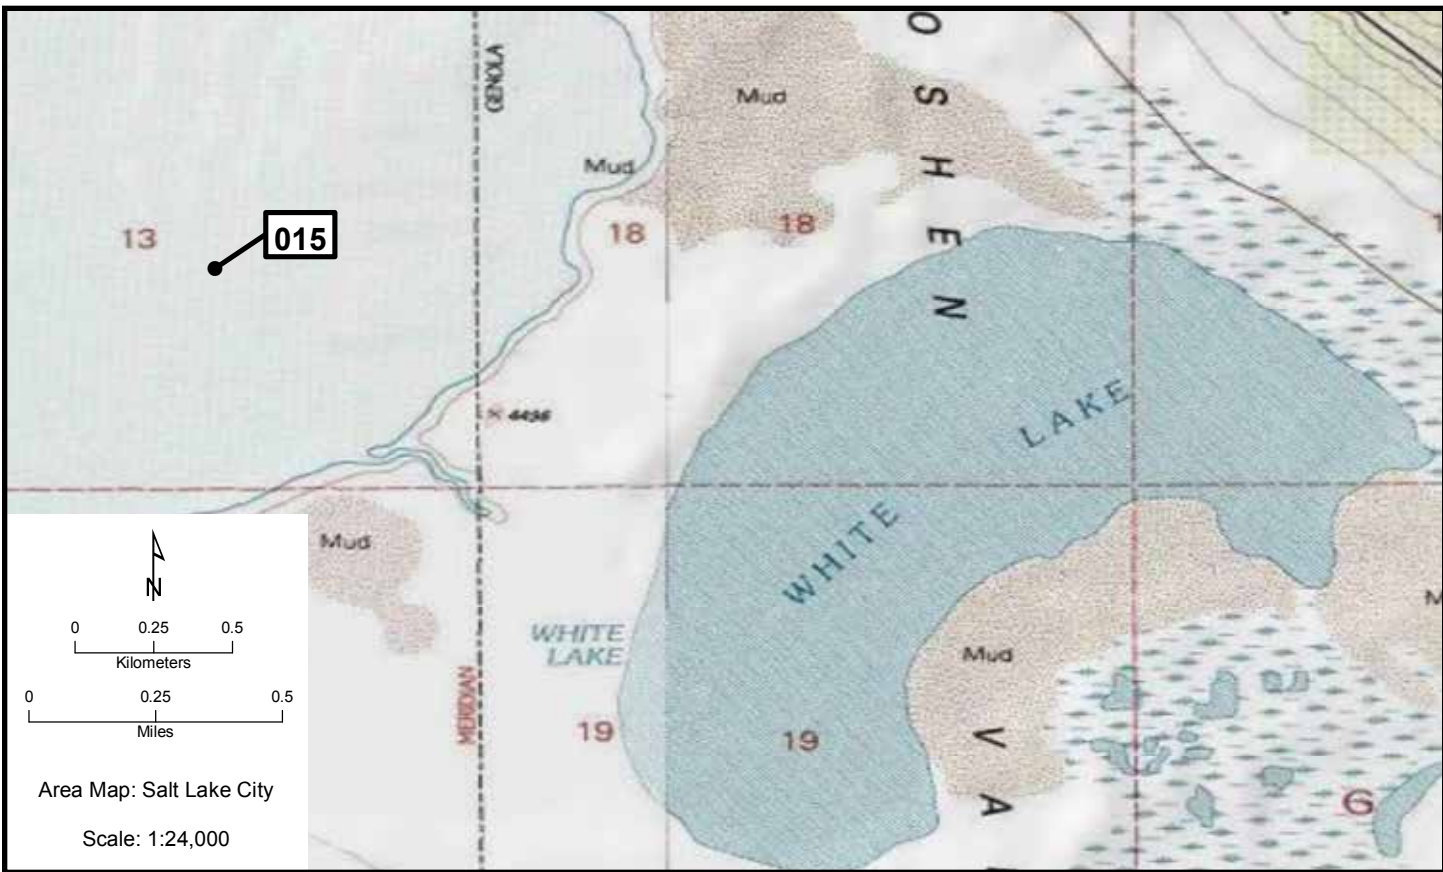 GENOLA
O
S
H
E
N
Mud
Mud
13
015
18
18
4496
LAKE
WHITE
Mud
WHITE
LAKE
Mud
MERIDIAN
19
19
V
A
6
N
0 0.25 0.5
Kilometers
0 0.25 0.5
Miles
Area Map: Salt Lake City
Scale: 1:24,000